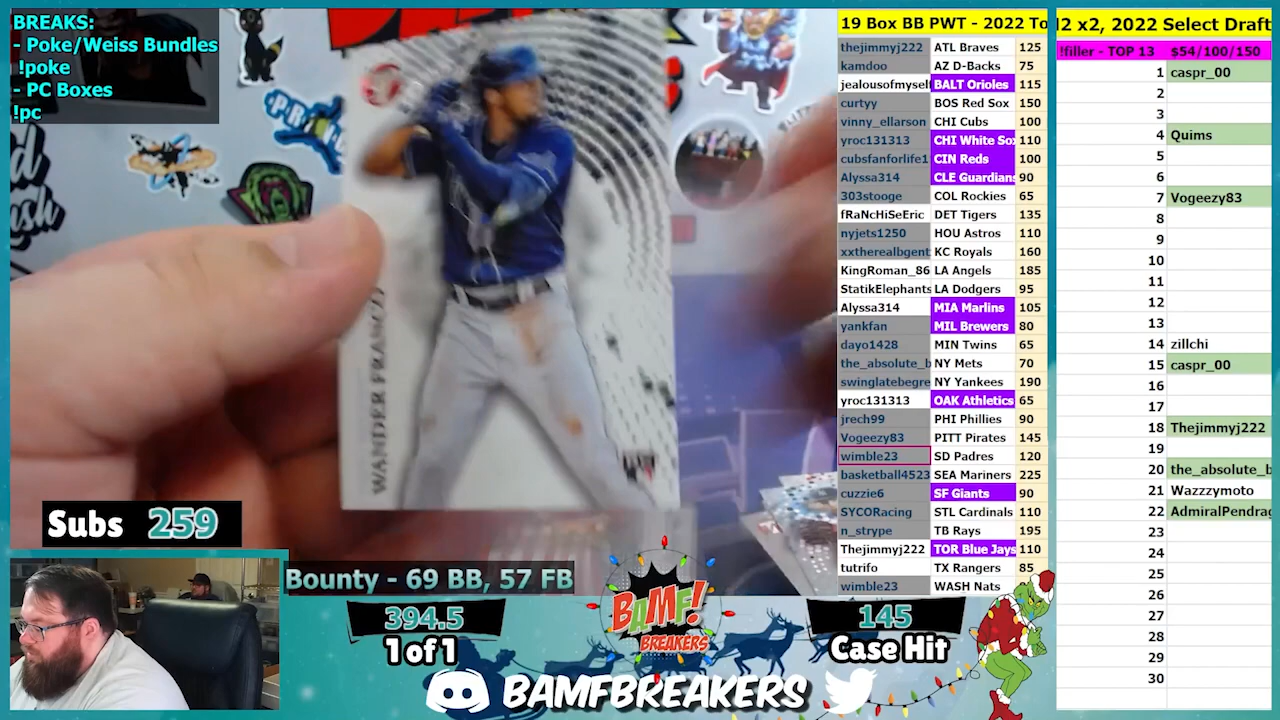 BREAKS:
- Poke/Weiss Bundles
!poke
- PC Boxes
!pc
WANDER FRANCO
Subs 259
Bounty - 69 BB, 57 FB
394.5
1 of 1
BAMF!
BREAKERS
145
Case Hit
BAMFBREAKERS
19 Box BB PWT - 2022 To
thejimmyj222 ATL Braves 125
kamdoo AZ D-Backs 75
jealousofmysel BALT Orioles 115
curtyy BOS Red Sox 150
vinny_ellarson CHI Cubs 100
yroc131313 CHI White Sox 110
cubsfanforlife1 CIN Reds 100
Alyssa314 CLE Guardians 90
303stooge COL Rockies 65
fRaNcHiSeEric DET Tigers 135
nyjets1250 HOU Astros 110
xxtherealbgent KC Royals 160
KingRoman_86 LA Angels 185
StatikElephants LA Dodgers 95
Alyssa314 MIA Marlins 105
yankfan MIL Brewers 80
dayo1428 MIN Twins 65
the_absolute_b NY Mets 70
swinglatebegre NY Yankees 190
yroc131313 OAK Athletics 65
jrech99 PHI Phillies 90
Vogeezy83 PITT Pirates 145
wimble23 SD Padres 120
basketball4523 SEA Mariners 225
cuzzie6 SF Giants 90
SYCORacing STL Cardinals 110
n_strype TB Rays 195
Thejimmyj222 TOR Blue Jays 110
tutrifo TX Rangers 85
wimble23 WASH Nats
I2 x2, 2022 Select Draft
!filler - TOP 13 $54/100/150
1 caspr_00
2
3
4 Quims
5
6
7 Vogeezy83
8
9
10
11
12
13
14 zillchi
15 caspr_00
16
17
18 Thejimmyj222
19
20 the_absolute_b
21 Wazzzymoto
22 AdmiralPendrag
23
24
25
26
27
28
29
30